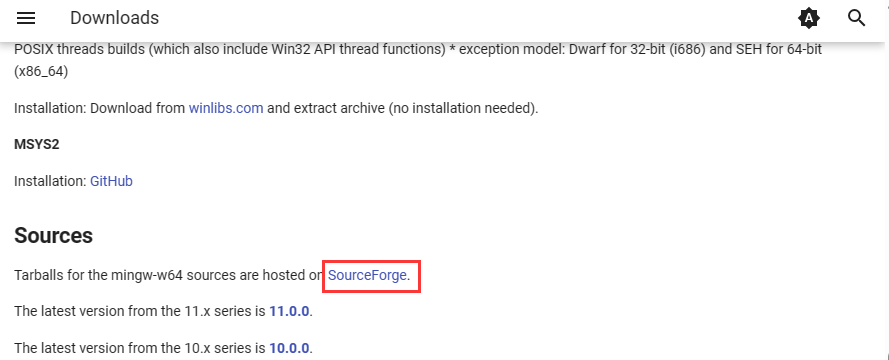 Downloads
POSIX threads builds (which also include Win32 API thread functions) * exception model: Dwarf for 32-bit (i686) and SEH for 64-bit
(x86_64)
Installation: Download from winlibs.com and extract archive (no installation needed).
MSYS2
Installation: GitHub
Sources
Tarballs for the mingw-w64 sources are hosted on SourceForge.
The latest version from the 11.x series is 11.0.0.
The latest version from the 10.x series is 10.0.0.